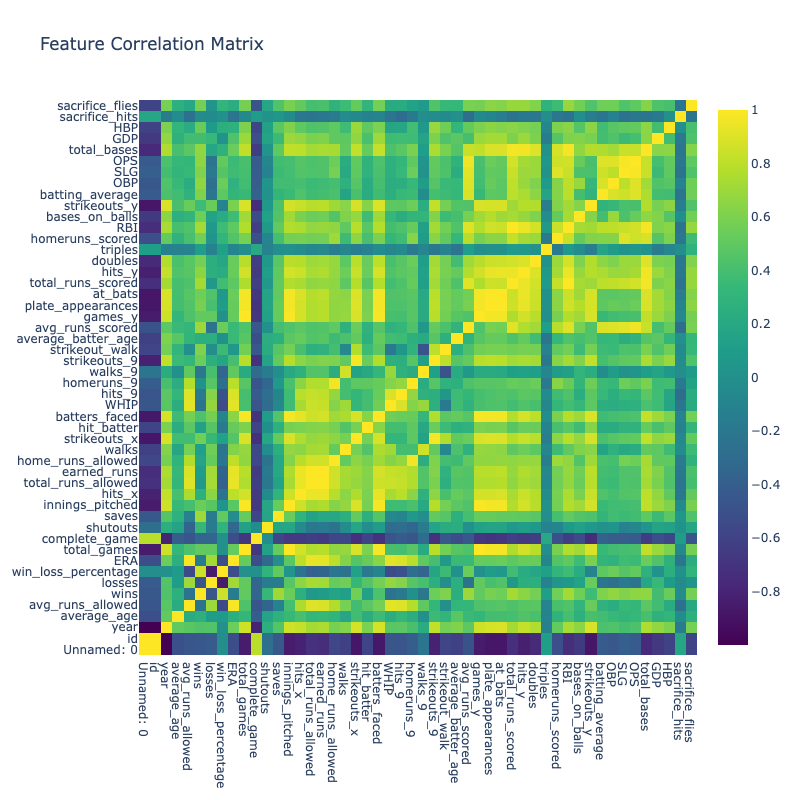 Feature Correlation Matrix
sacrifice_flies
sacrifice_hits
HBP
GDP
total_bases
OPS
SLG
OBP
batting_average
strikeouts_y
bases_on_balls
RBI
homeruns_scored
triples
doubles
hits_y
total_runs_scored
at_bats
plate_appearances
games_y
avg_runs_scored
average_batter_age
strikeout_walk
strikeouts_9
walks_9
homeruns_9
hits_9
WHIP
batters_faced
hit_batter
strikeouts_x
walks
home_runs_allowed
earned_runs
total_runs_allowed
hits_x
innings_pitched
saves
shutouts
complete_game
total_games
ERA
win_loss_percentage
losses
wins
avg_runs_allowed
average_age
year
id
Unnamed: 0
Unnamed: 0
id
year
average_age
avg_runs_allowed
wins
losses
win_loss_percentage
ERA
total_games
complete_game
shutouts
saves
innings_pitched
hits_x
total_runs_allowed
earned_runs
home_runs_allowed
walks
strikeouts_x
hit_batter
batters_faced
WHIP
hits_9
homeruns_9
walks_9
strikeouts_9
strikeout_walk
average_batter_age
avg_runs_scored
games_y
plate_appearances
at_bats
total_runs_scored
hits_y
doubles
triples
homeruns_scored
RBI
bases_on_balls
strikeouts_y
batting_average
OBP
SLG
OPS
total_bases
GDP
HBP
sacrifice_hits
sacrifice_flies
1
0.8
0.6
0.4
0.2
0
−0.2
−0.4
−0.6
−0.8